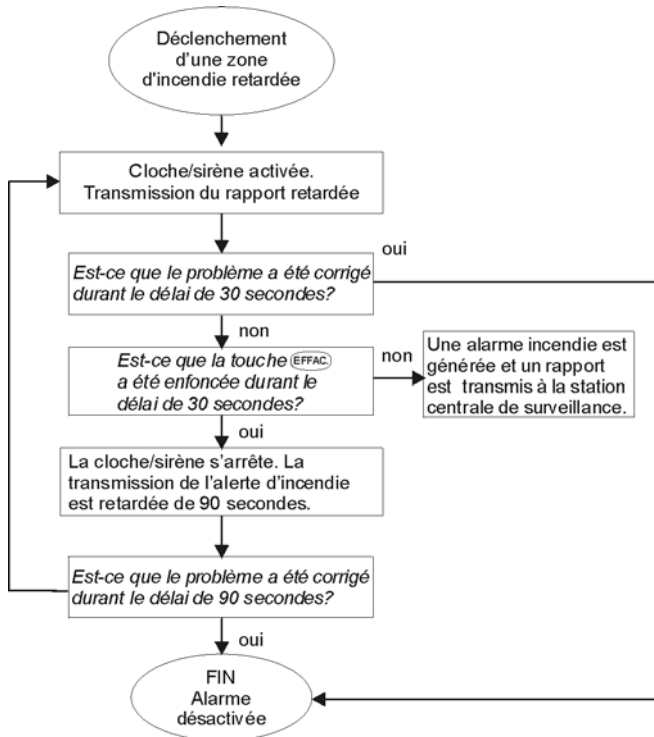 Déclenchement
d'une zone
d'incendie retardée
Cloche/sirène activée.
Transmission du rapport retardée
oui
Est-ce que le problème a été corrigé
durant le délai de 30 secondes?
non
Est-ce que la touche EFFAC.
a été enfoncée durant le
délai de 30 secondes?
non
Une alarme incendie est
générée et un rapport
est transmis à la station
centrale de surveillance.
oui
La cloche/sirène s'arrête. La
transmission de l'alerte d'incendie
est retardée de 90 secondes.
Est-ce que le problème a été corrigé
durant le délai de 90 secondes?
oui
FIN
Alarme
désactivée